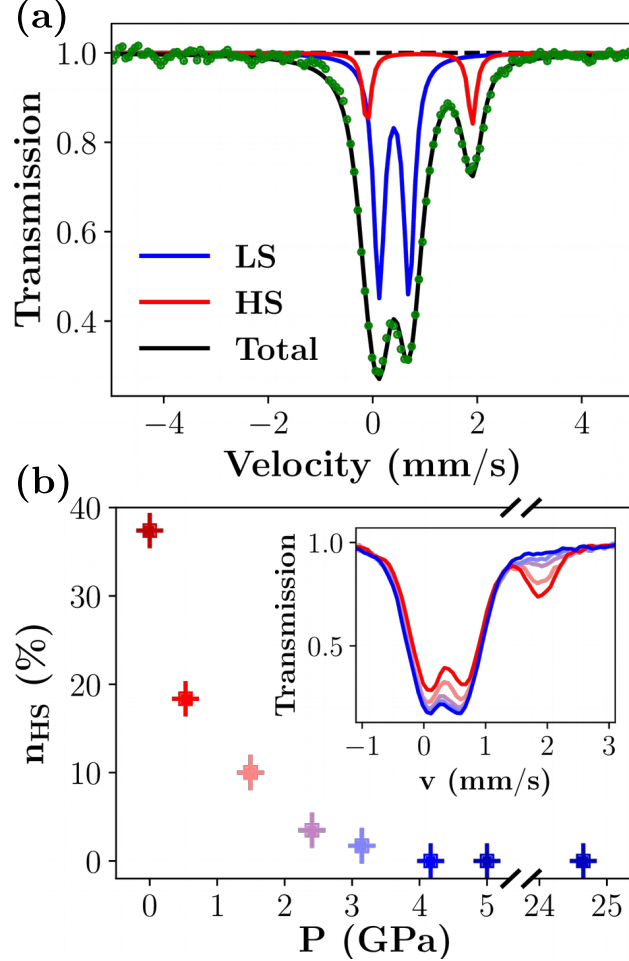 (a)
1.0
0.8
0.6
0.4
Transmission
LS
HS
Total
−4
−2
0
2
4
Velocity (mm/s)
(b)
40
30
20
10
0
n_HS (%)
1.0
0.5
Transmission
−1
0
1
2
3
v (mm/s)
0
1
2
3
4
5
24
25
P (GPa)